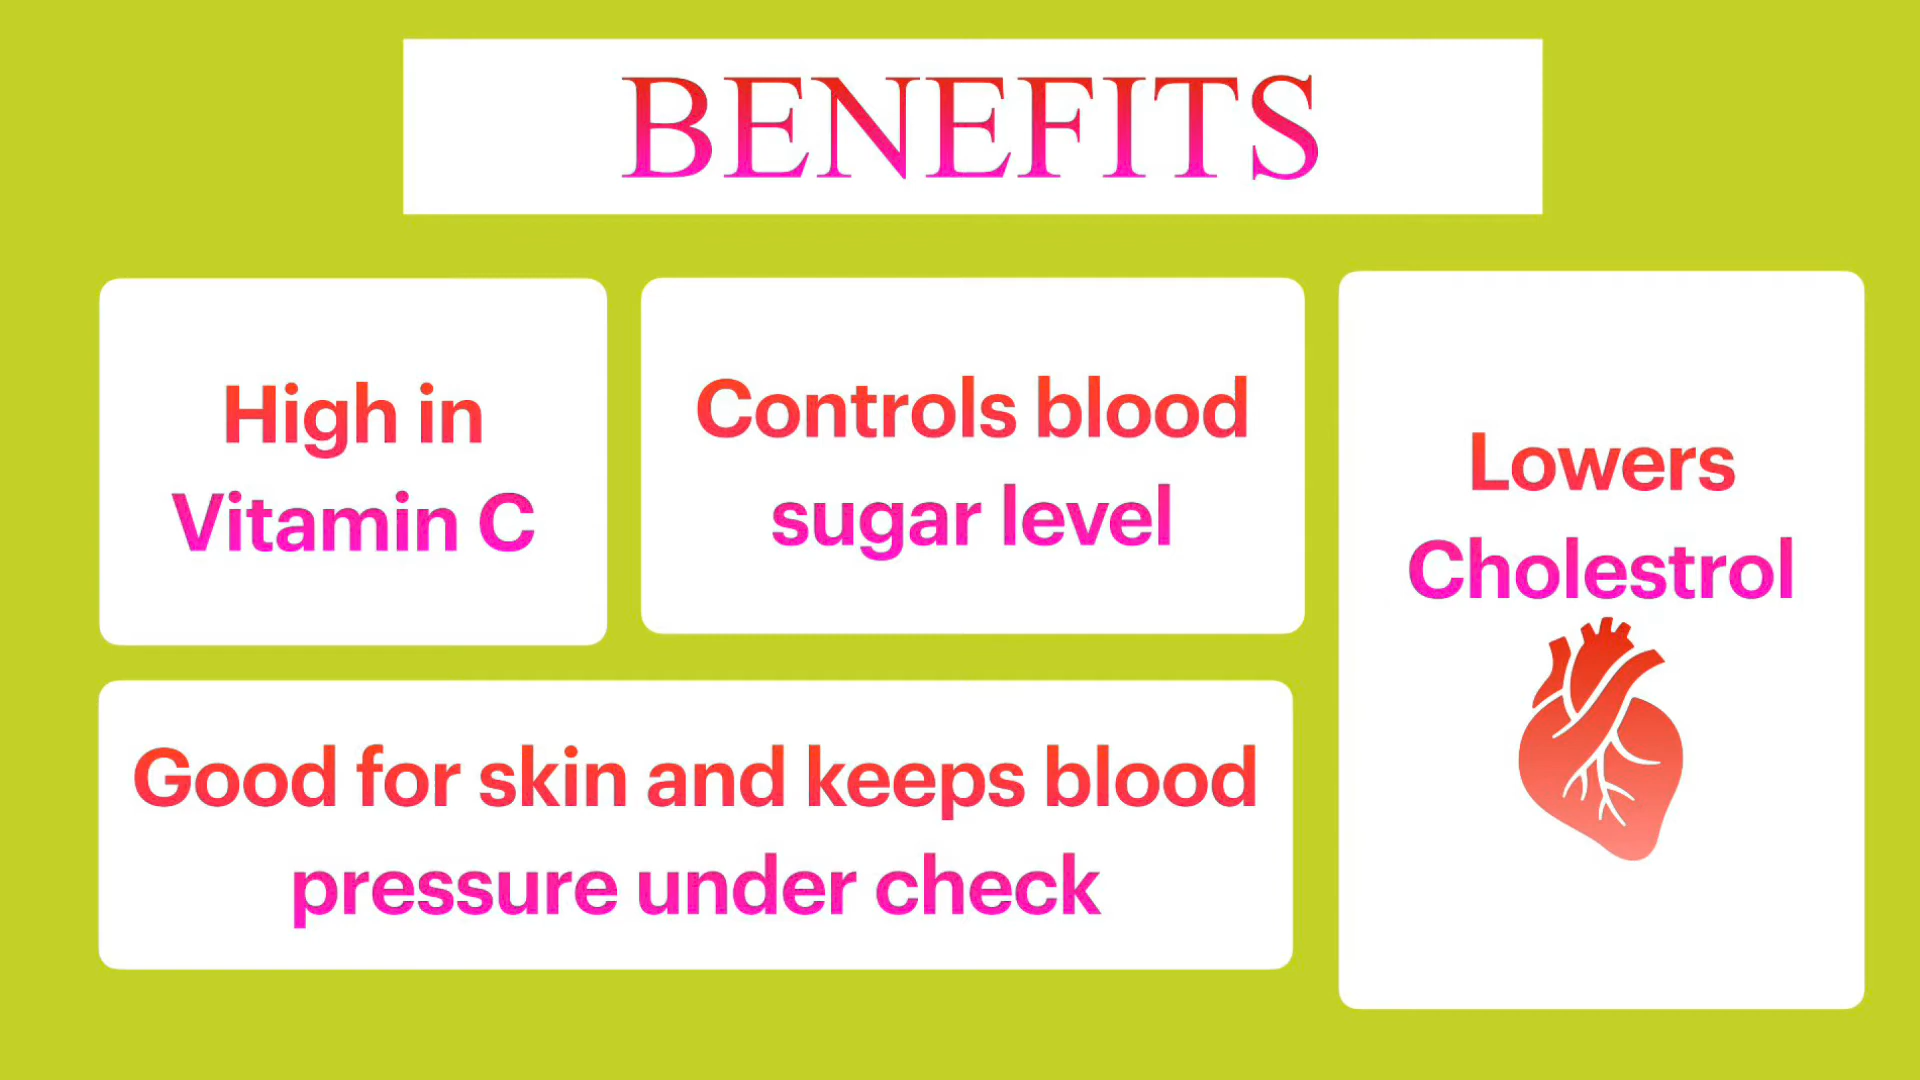 BENEFITS
High in
Vitamin C
Controls blood
sugar level
Lowers
Cholestrol
Good for skin and keeps blood
pressure under check